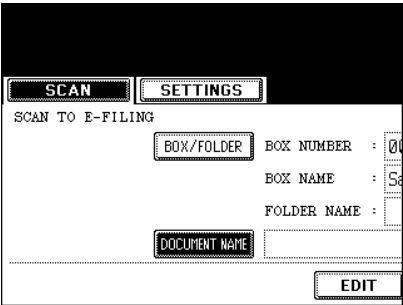 SCAN SETTINGS
SCAN TO E-FILING
BOX/FOLDER BOX NUMBER :
BOX NAME :
FOLDER NAME :
DOCUMENT NAME
EDIT